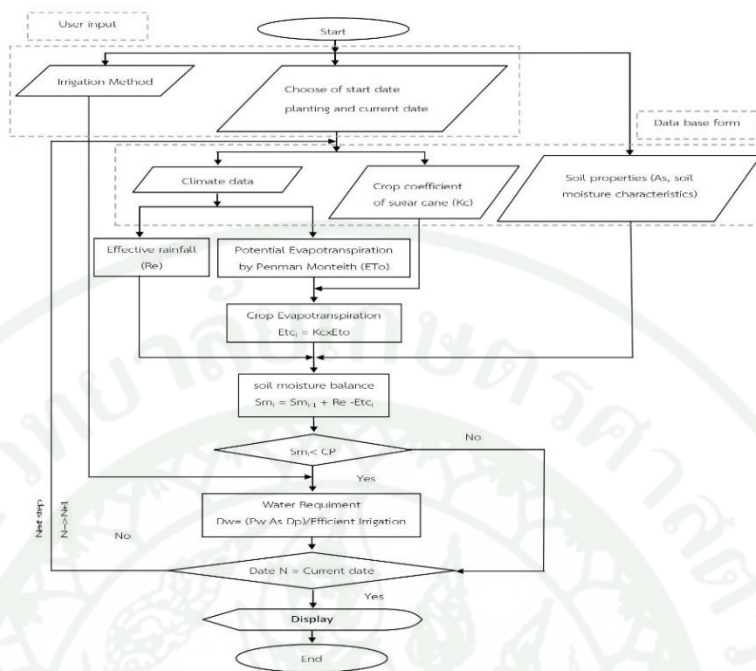 User input
Start
Irrigation Method
Choose of start date
planting and current date
Data base form
Climate data
Crop coefficient
of sugar cane (Kc)
Soil properties (As, soil
moisture characteristics)
Effective rainfall
(Re)
Potential Evapotranspiration
by Penman Monteith (ETo)
Crop Evapotranspiration
Etcᵢ = KcxEto
soil moisture balance
Smᵢ = Smᵢ₋₁ + Re -Etcᵢ
Smᵢ< CP
No
Yes
Water Requiment
Dw= (Pw As Dp)/Efficient Irrigation
Next step
No
Date N = Current date
Yes
Display
End